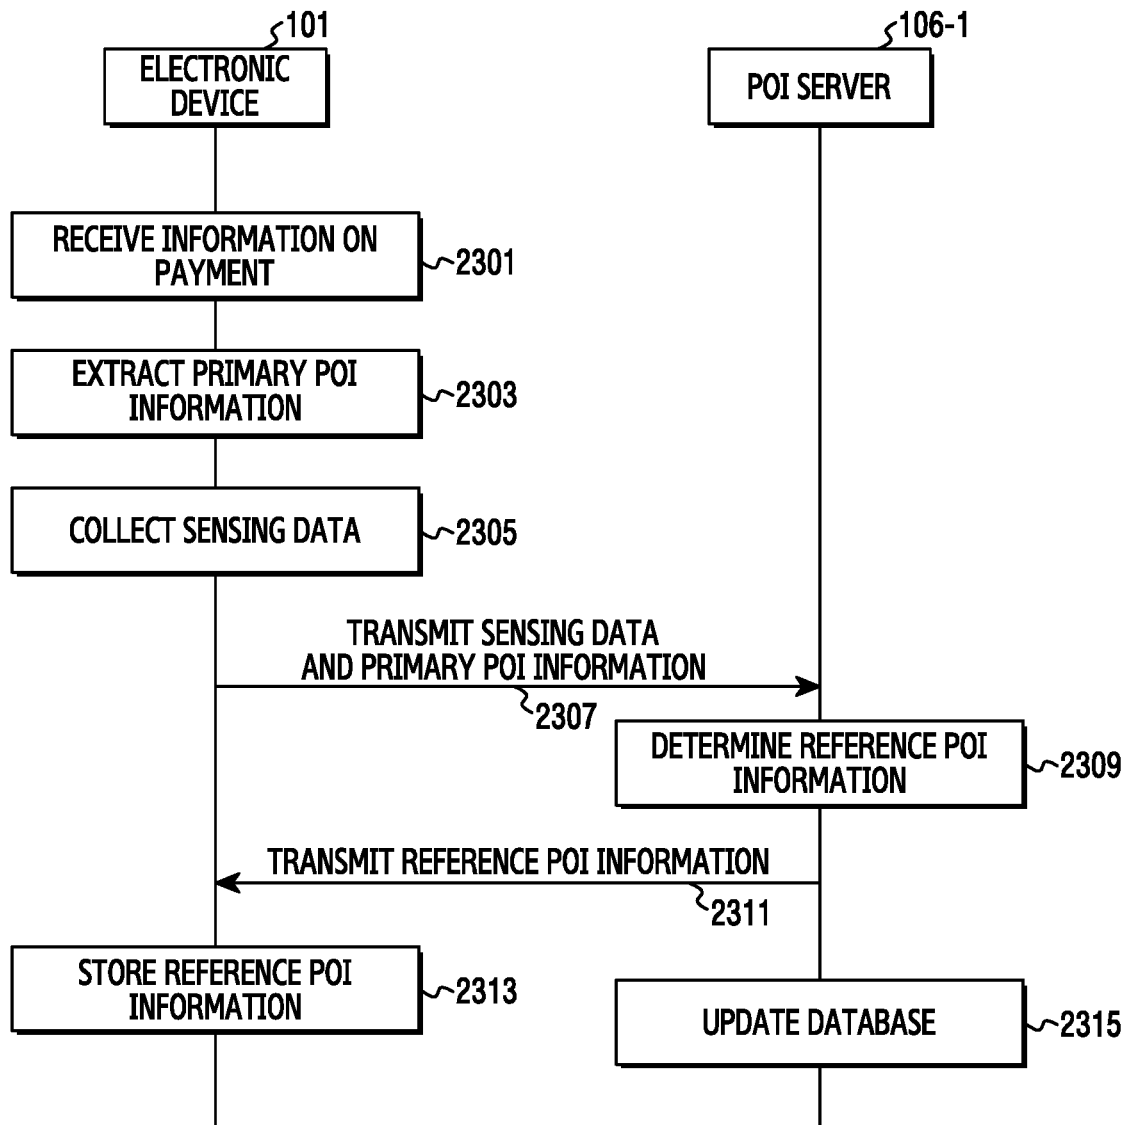 101
106-1
ELECTRONIC
DEVICE
POI SERVER
RECEIVE INFORMATION ON
PAYMENT
2301
EXTRACT PRIMARY POI
INFORMATION
2303
COLLECT SENSING DATA
2305
TRANSMIT SENSING DATA
AND PRIMARY POI INFORMATION
2307
DETERMINE REFERENCE POI
INFORMATION
2309
TRANSMIT REFERENCE POI INFORMATION
2311
STORE REFERENCE POI
INFORMATION
2313
UPDATE DATABASE
2315